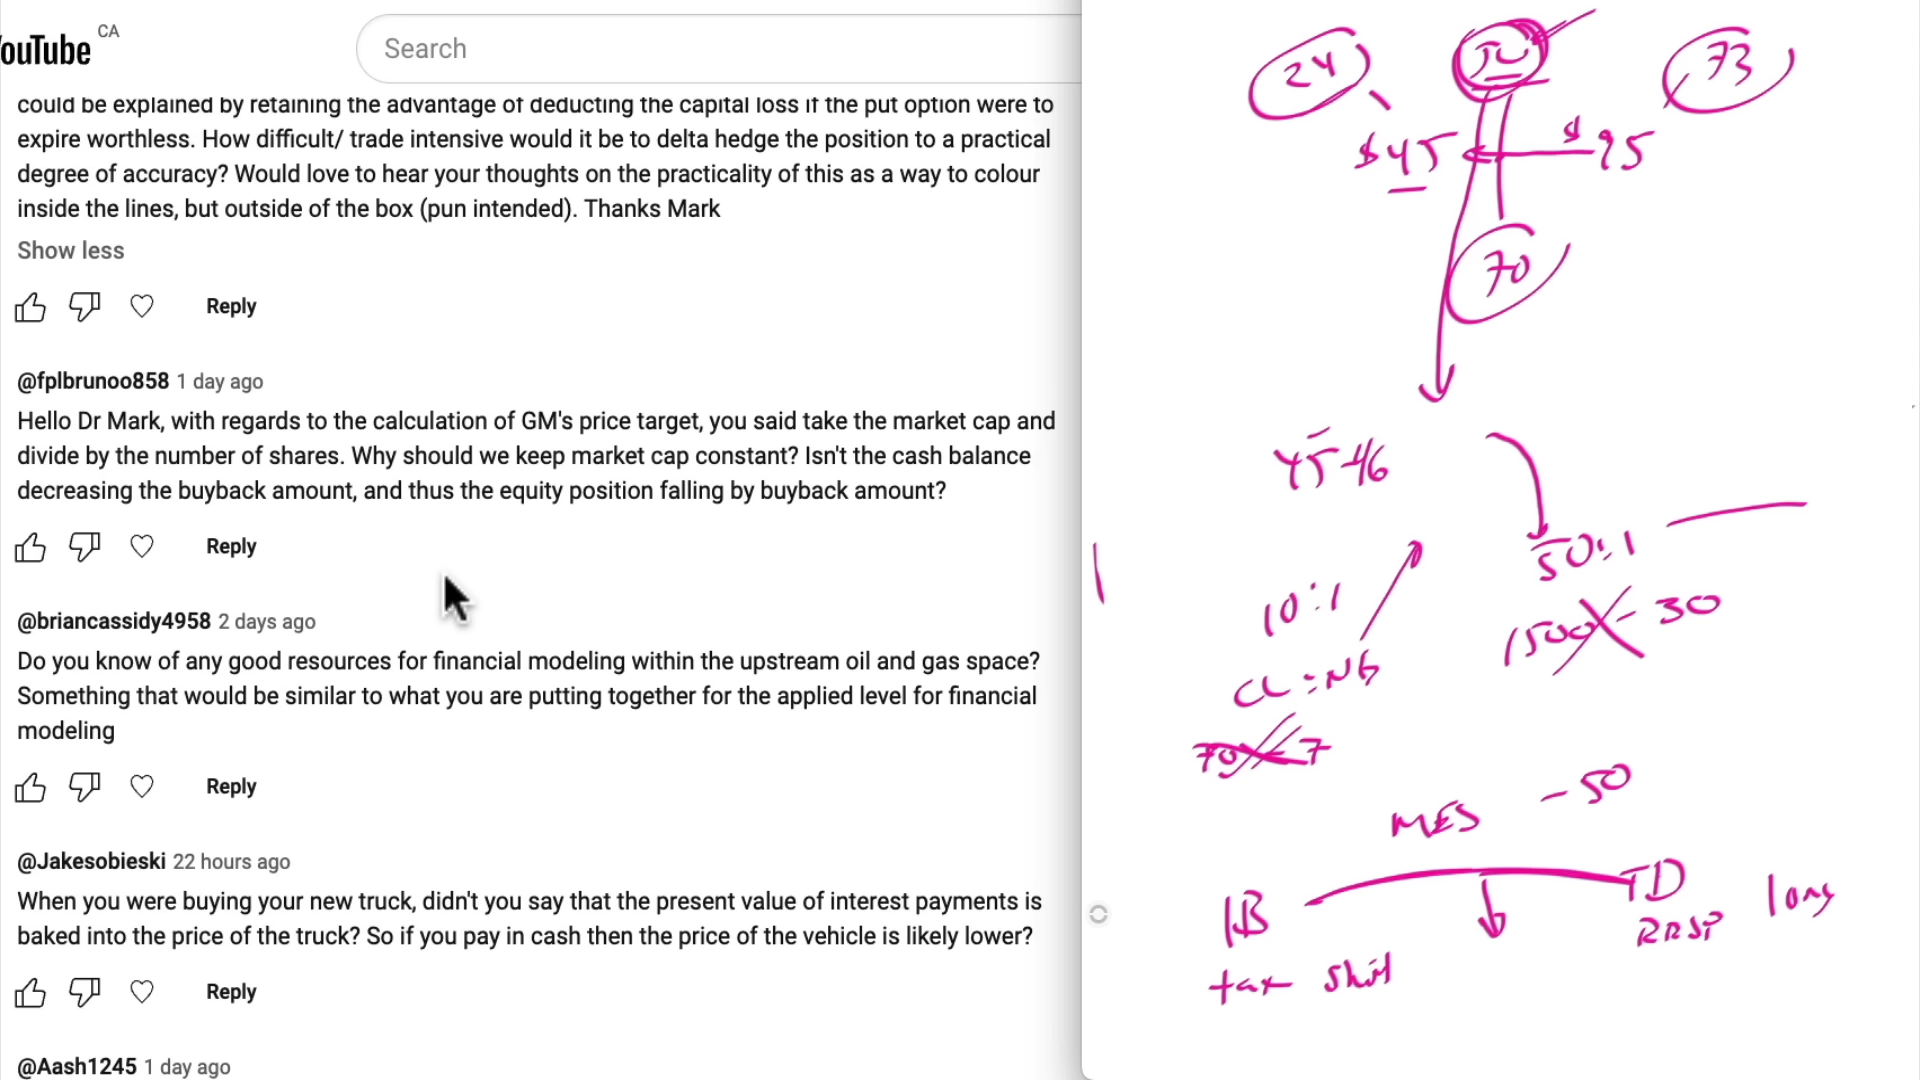 ouTube CA
Search
could be explained by retaining the advantage of deducting the capital loss if the put option were to
expire worthless. How difficult/ trade intensive would it be to delta hedge the position to a practical
degree of accuracy? Would love to hear your thoughts on the practicality of this as a way to colour
inside the lines, but outside of the box (pun intended). Thanks Mark
Show less
Reply
@fplbrunoo858 1 day ago
Hello Dr Mark, with regards to the calculation of GM's price target, you said take the market cap and
divide by the number of shares. Why should we keep market cap constant? Isn't the cash balance
decreasing the buyback amount, and thus the equity position falling by buyback amount?
Reply
@briancassidy4958 2 days ago
Do you know of any good resources for financial modeling within the upstream oil and gas space?
Something that would be similar to what you are putting together for the applied level for financial
modeling
Reply
@Jakesobieski 22 hours ago
When you were buying your new truck, didn't you say that the present value of interest payments is
baked into the price of the truck? So if you pay in cash then the price of the vehicle is likely lower?
Reply
@Aash1245 1 day ago
24 73
$45 $95
70
45-46
50:1
10:1
1500 - 30
CL:NG
70 - 7
MES - 50
IB TD long
RRSP
tax